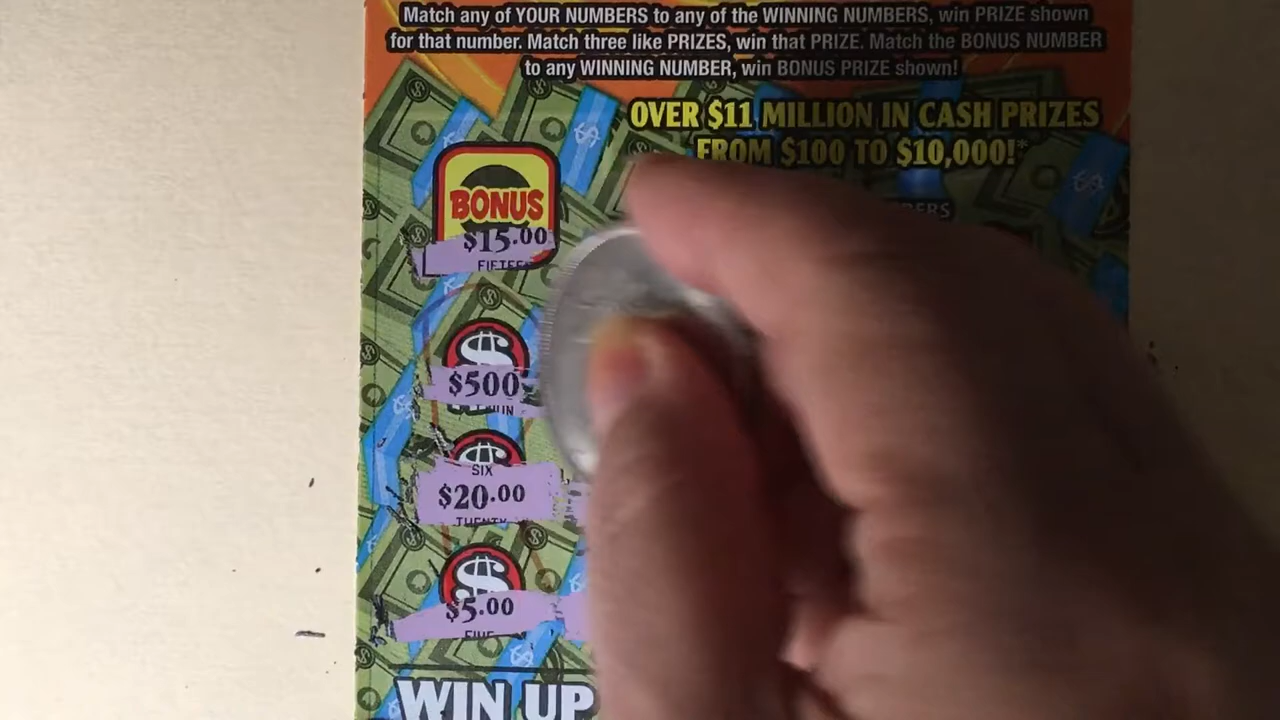 Match any of YOUR NUMBERS to any of the WINNING NUMBERS, win PRIZE shown
for that number. Match three like PRIZES, win that PRIZE. Match the BONUS NUMBER
to any WINNING NUMBER, win BONUS PRIZE shown!
OVER $11 MILLION IN CASH PRIZES
FROM $100 TO $10,000!*
BONUS
$15.00
$500
SIX
$20.00
TWENTY
$5.00
FIVE
WIN UP